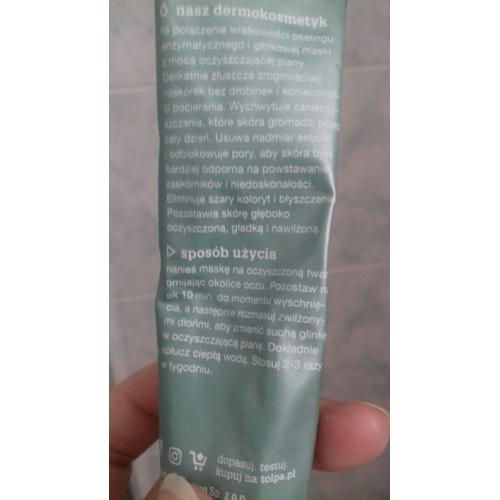 nasz dermokosmetyk
to połączenie właściwości peelingu
enzymatycznego i glinkowej maski
z mocą oczyszczającej piany.
Delikatnie złuszcza zrogowaciały
naskórek bez drobinek i koniecznoś-
ci pocierania. Wychwytuje zanieczy-
szczenia, które skóra gromadzi przez
cały dzień. Usuwa nadmiar sebum
i odblokowuje pory, aby skóra była
bardziej odporna na powstawanie
zaskórników i niedoskonałości.
Eliminuje szary koloryt i błyszczenie
Pozostawia skórę głęboko
oczyszczoną, gładką i nawilżoną.
sposób użycia
nanieś maskę na oczyszczoną twarz
omijając okolice oczu. Pozostaw na
ok 10 min. do momentu wyschnię-
cia, a następnie rozmasuj zwilżony-
mi dłońmi, aby zmienić suchą glinkę
w oczyszczającą pianę. Dokładnie
spłucz ciepłą wodą. Stosuj 2-3 razy
w tygodniu.
dopasuj. testuj.
kupuj na tolpa.pl
Sp. z o.o.